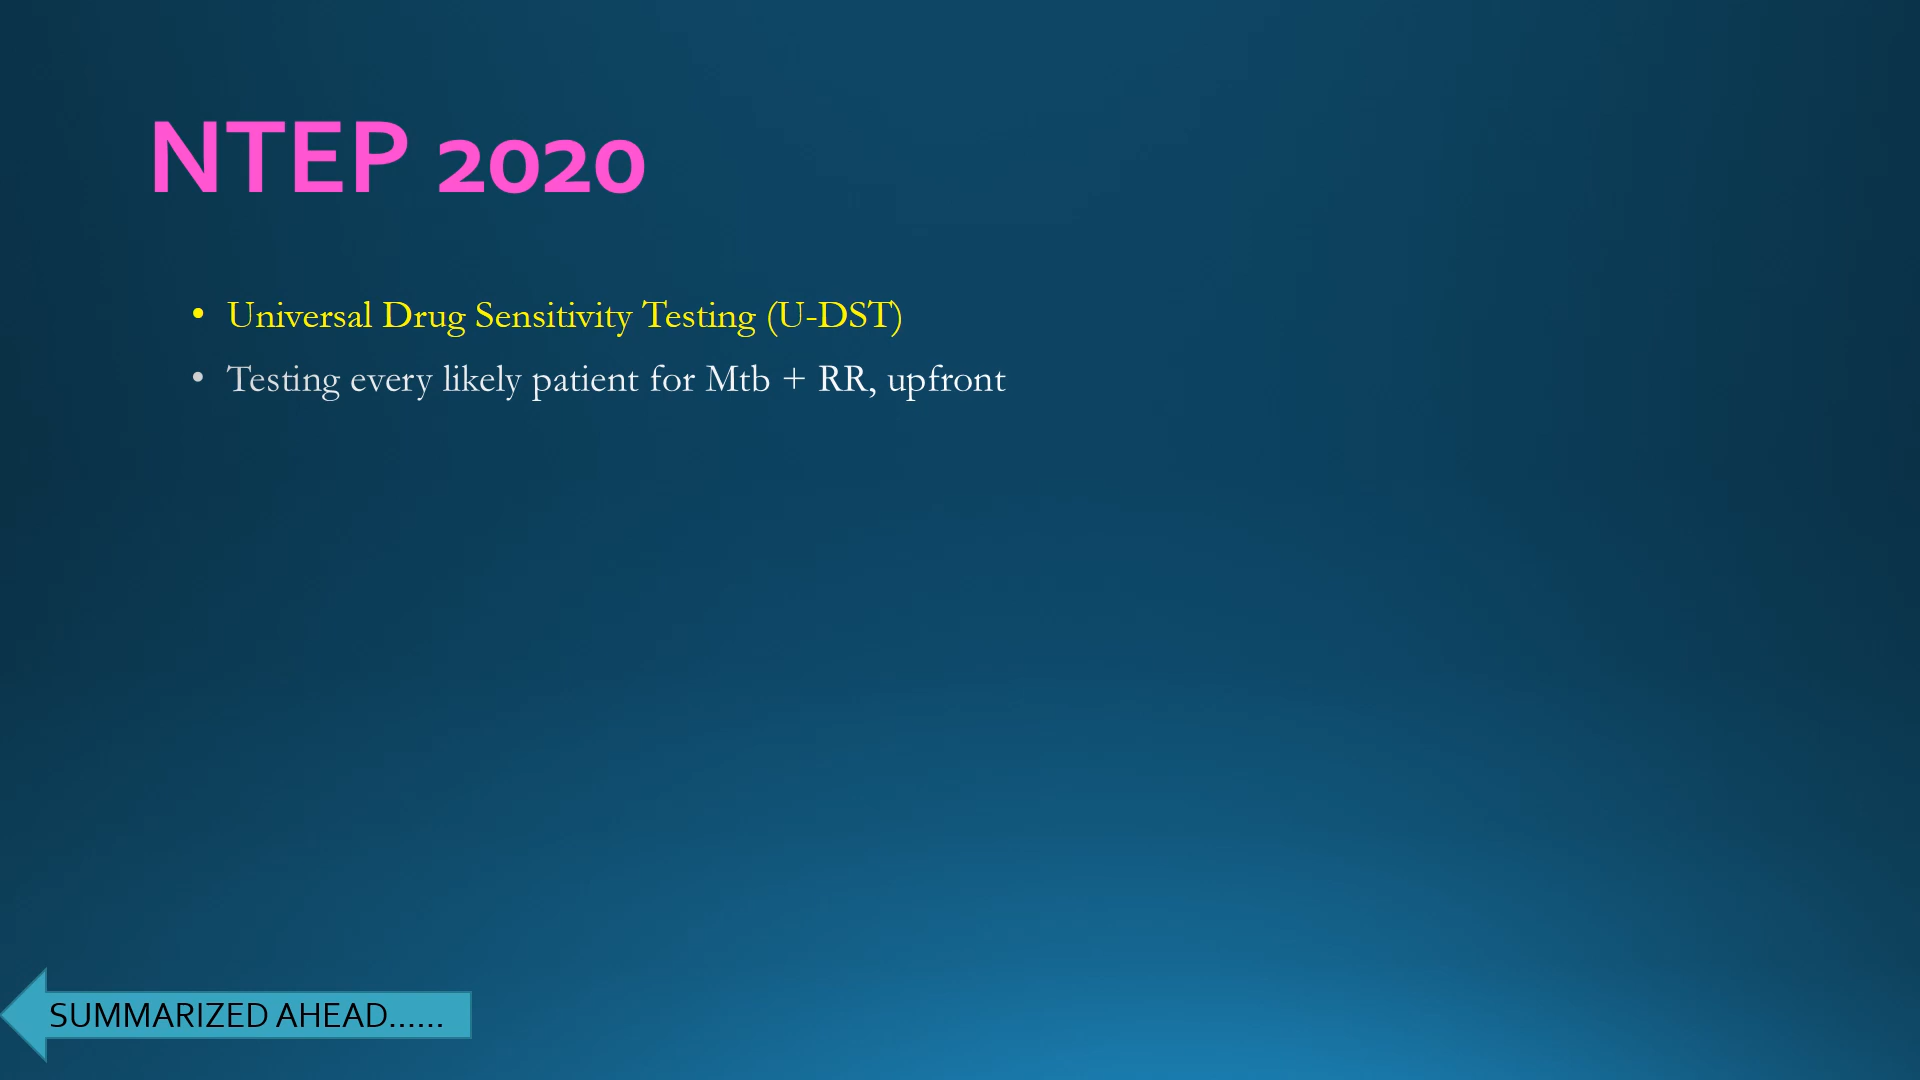 NTEP 2020
• Universal Drug Sensitivity Testing (U-DST)
• Testing every likely patient for Mtb + RR, upfront
SUMMARIZED AHEAD......